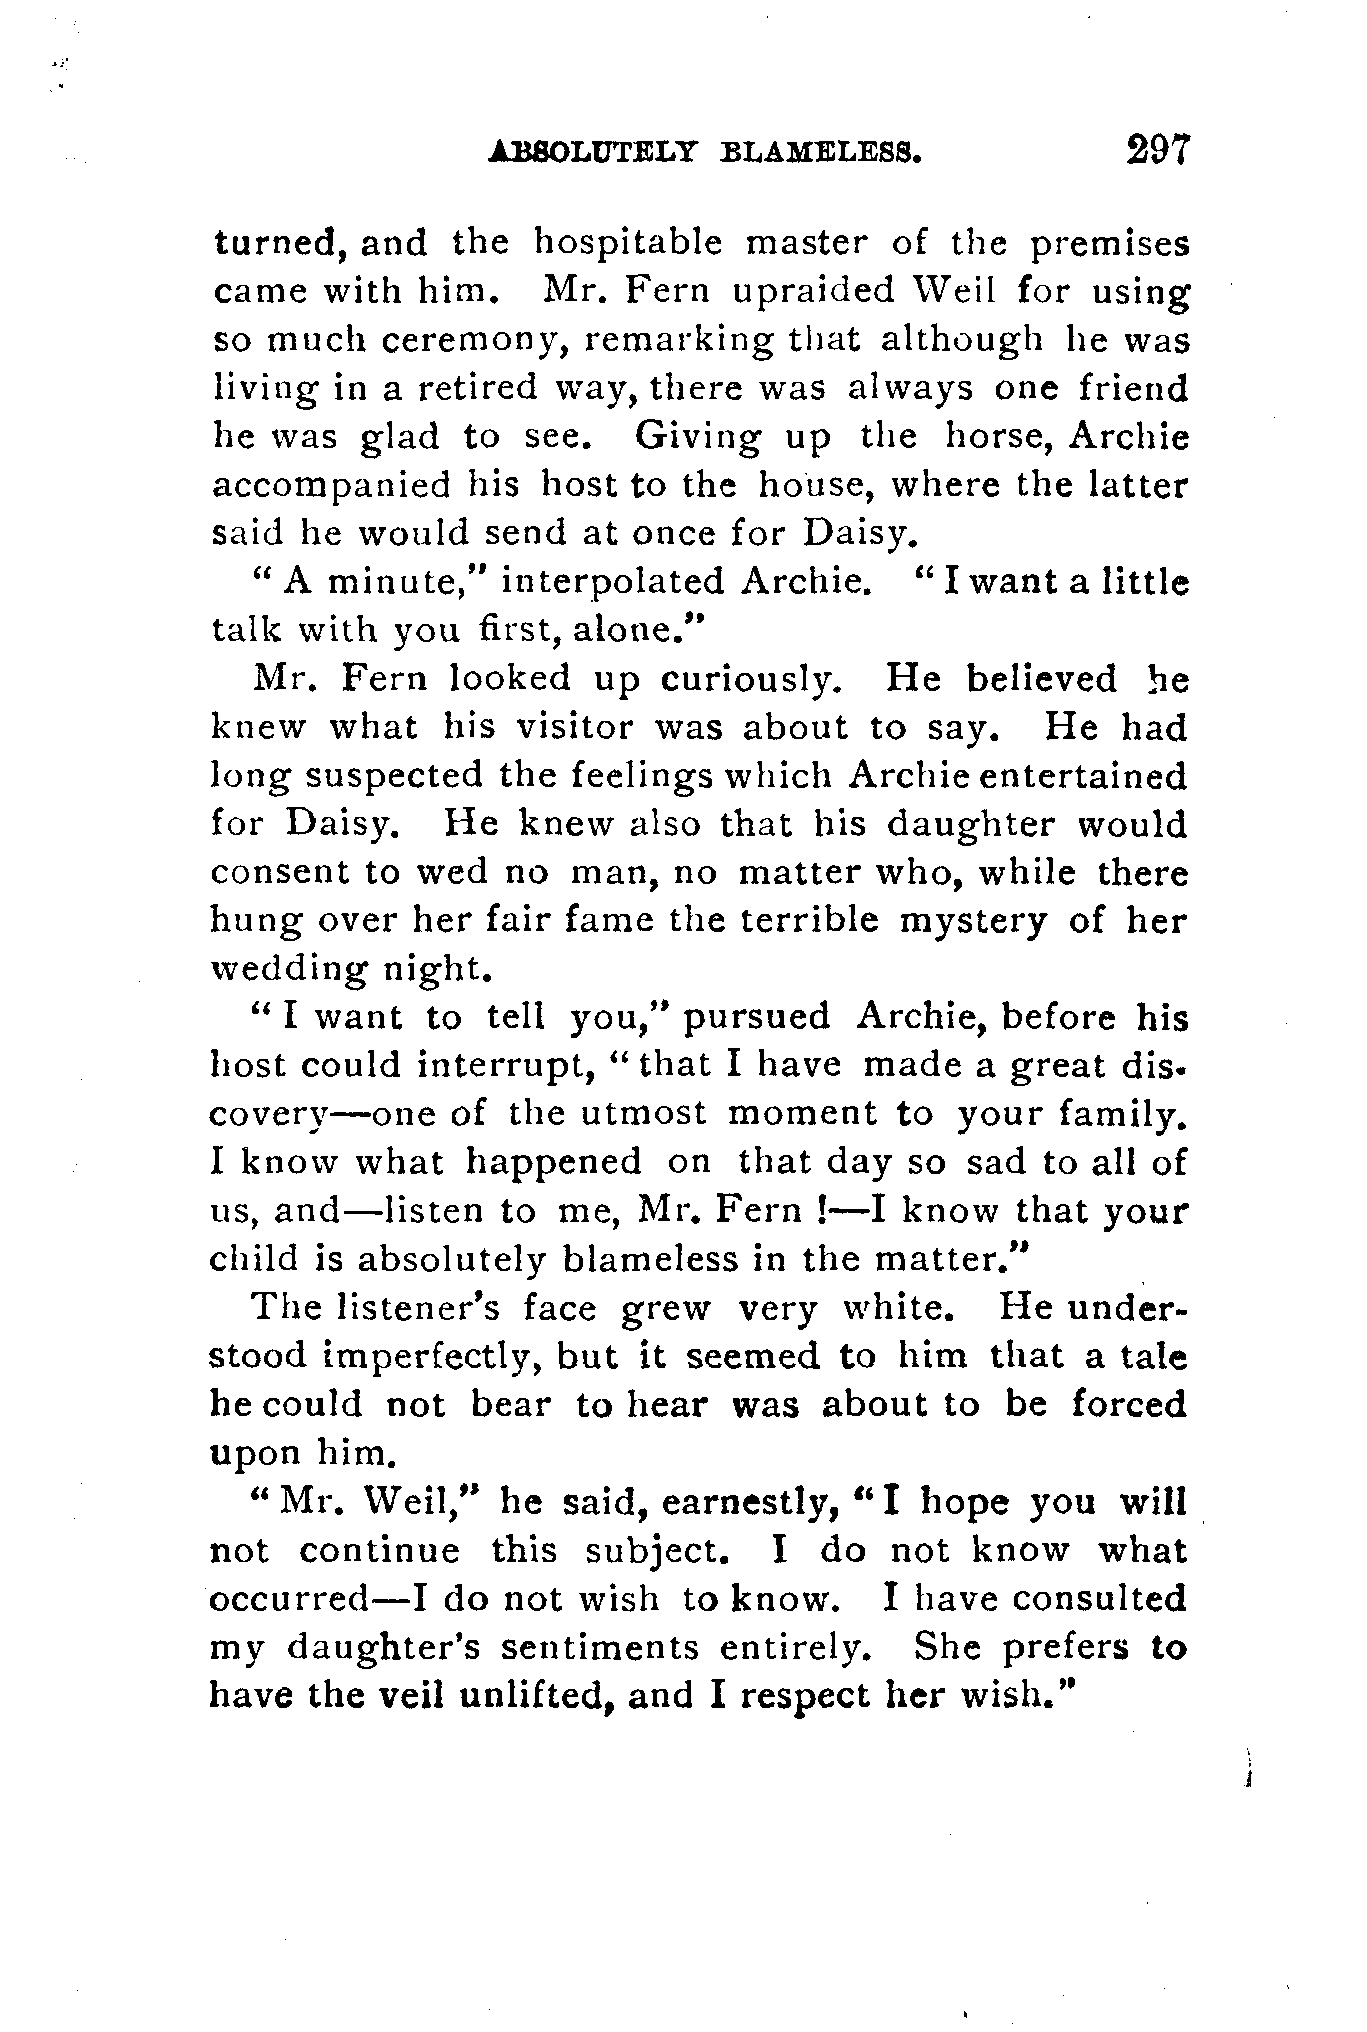 ABSOLUTELY BLAMELESS. 297
turned, and the hospitable master of the premises
came with him. Mr. Fern upraided Weil for using
so much ceremony, remarking that although he was
living in a retired way, there was always one friend
he was glad to see. Giving up the horse, Archie
accompanied his host to the house, where the latter
said he would send at once for Daisy.
“ A minute,” interpolated Archie. “ I want a little
talk with you first, alone.”
Mr. Fern looked up curiously. He believed he
knew what his visitor was about to say. He had
long suspected the feelings which Archie entertained
for Daisy. He knew also that his daughter would
consent to wed no man, no matter who, while there
hung over her fair fame the terrible mystery of her
wedding night.
“ I want to tell you,” pursued Archie, before his
host could interrupt, “ that I have made a great dis-
covery—one of the utmost moment to your family.
I know what happened on that day so sad to all of
us, and—listen to me, Mr. Fern !—I know that your
child is absolutely blameless in the matter.”
The listener’s face grew very white. He under-
stood imperfectly, but it seemed to him that a tale
he could not bear to hear was about to be forced
upon him.
“ Mr. Weil,” he said, earnestly, “ I hope you will
not continue this subject. I do not know what
occurred—I do not wish to know. I have consulted
my daughter’s sentiments entirely. She prefers to
have the veil unlifted, and I respect her wish.”